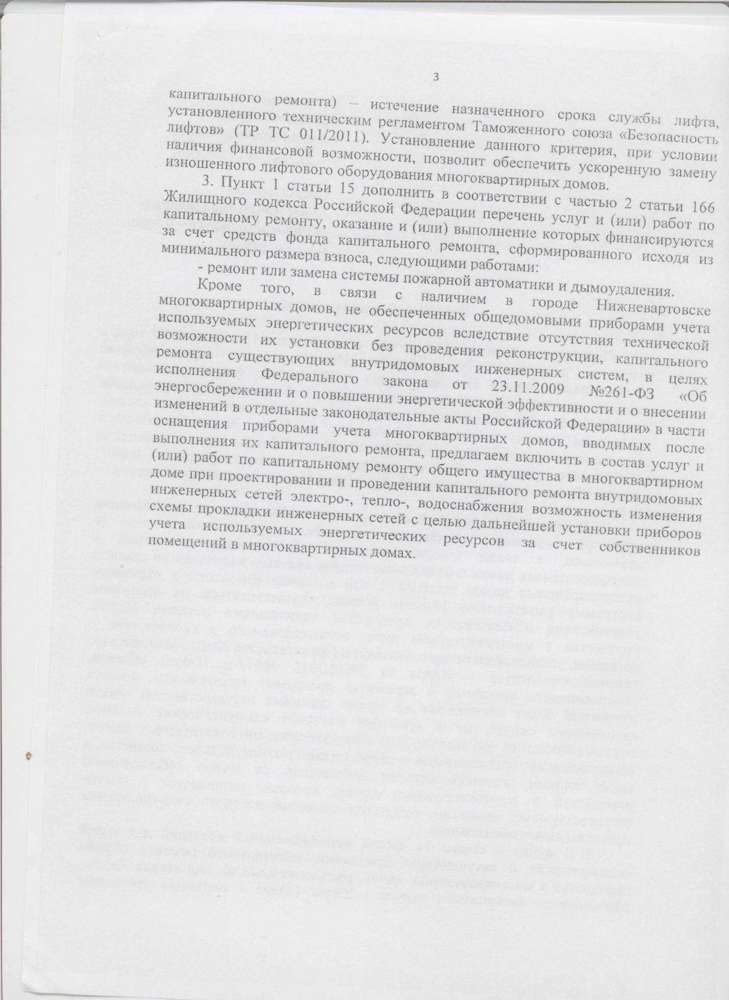 3
капитального ремонта) – истечение назначенного срока службы лифта,
установленного техническим регламентом Таможенного союза «Безопасность
лифтов» (ТР ТС 011/2011). Установление данного критерия, при условии
наличия финансовой возможности, позволит обеспечить ускоренную замену
изношенного лифтового оборудования многоквартирных домов.
3. Пункт 1 статьи 15 дополнить в соответствии с частью 2 статьи 166
Жилищного кодекса Российской Федерации перечень услуг и (или) работ по
капитальному ремонту, оказание и (или) выполнение которых финансируются
за счет средств фонда капитального ремонта, сформированного исходя из
минимального размера взноса, следующими работами:
- ремонт или замена системы пожарной автоматики и дымоудаления.
Кроме того, в связи с наличием в городе Нижневартовске
многоквартирных домов, не обеспеченных общедомовыми приборами учета
используемых энергетических ресурсов вследствие отсутствия технической
возможности их установки без проведения реконструкции, капитального
ремонта существующих внутридомовых инженерных систем, в целях
исполнения Федерального закона от 23.11.2009 №261-ФЗ «Об
энергосбережении и о повышении энергетической эффективности и о внесении
изменений в отдельные законодательные акты Российской Федерации» в части
оснащения приборами учета многоквартирных домов, вводимых после
выполнения их капитального ремонта, предлагаем включить в состав услуг и
(или) работ по капитальному ремонту общего имущества в многоквартирном
доме при проектировании и проведении капитального ремонта внутридомовых
инженерных сетей электро-, тепло-, водоснабжения возможность изменения
схемы прокладки инженерных сетей с целью дальнейшей установки приборов
учета используемых энергетических ресурсов за счет собственников
помещений в многоквартирных домах.